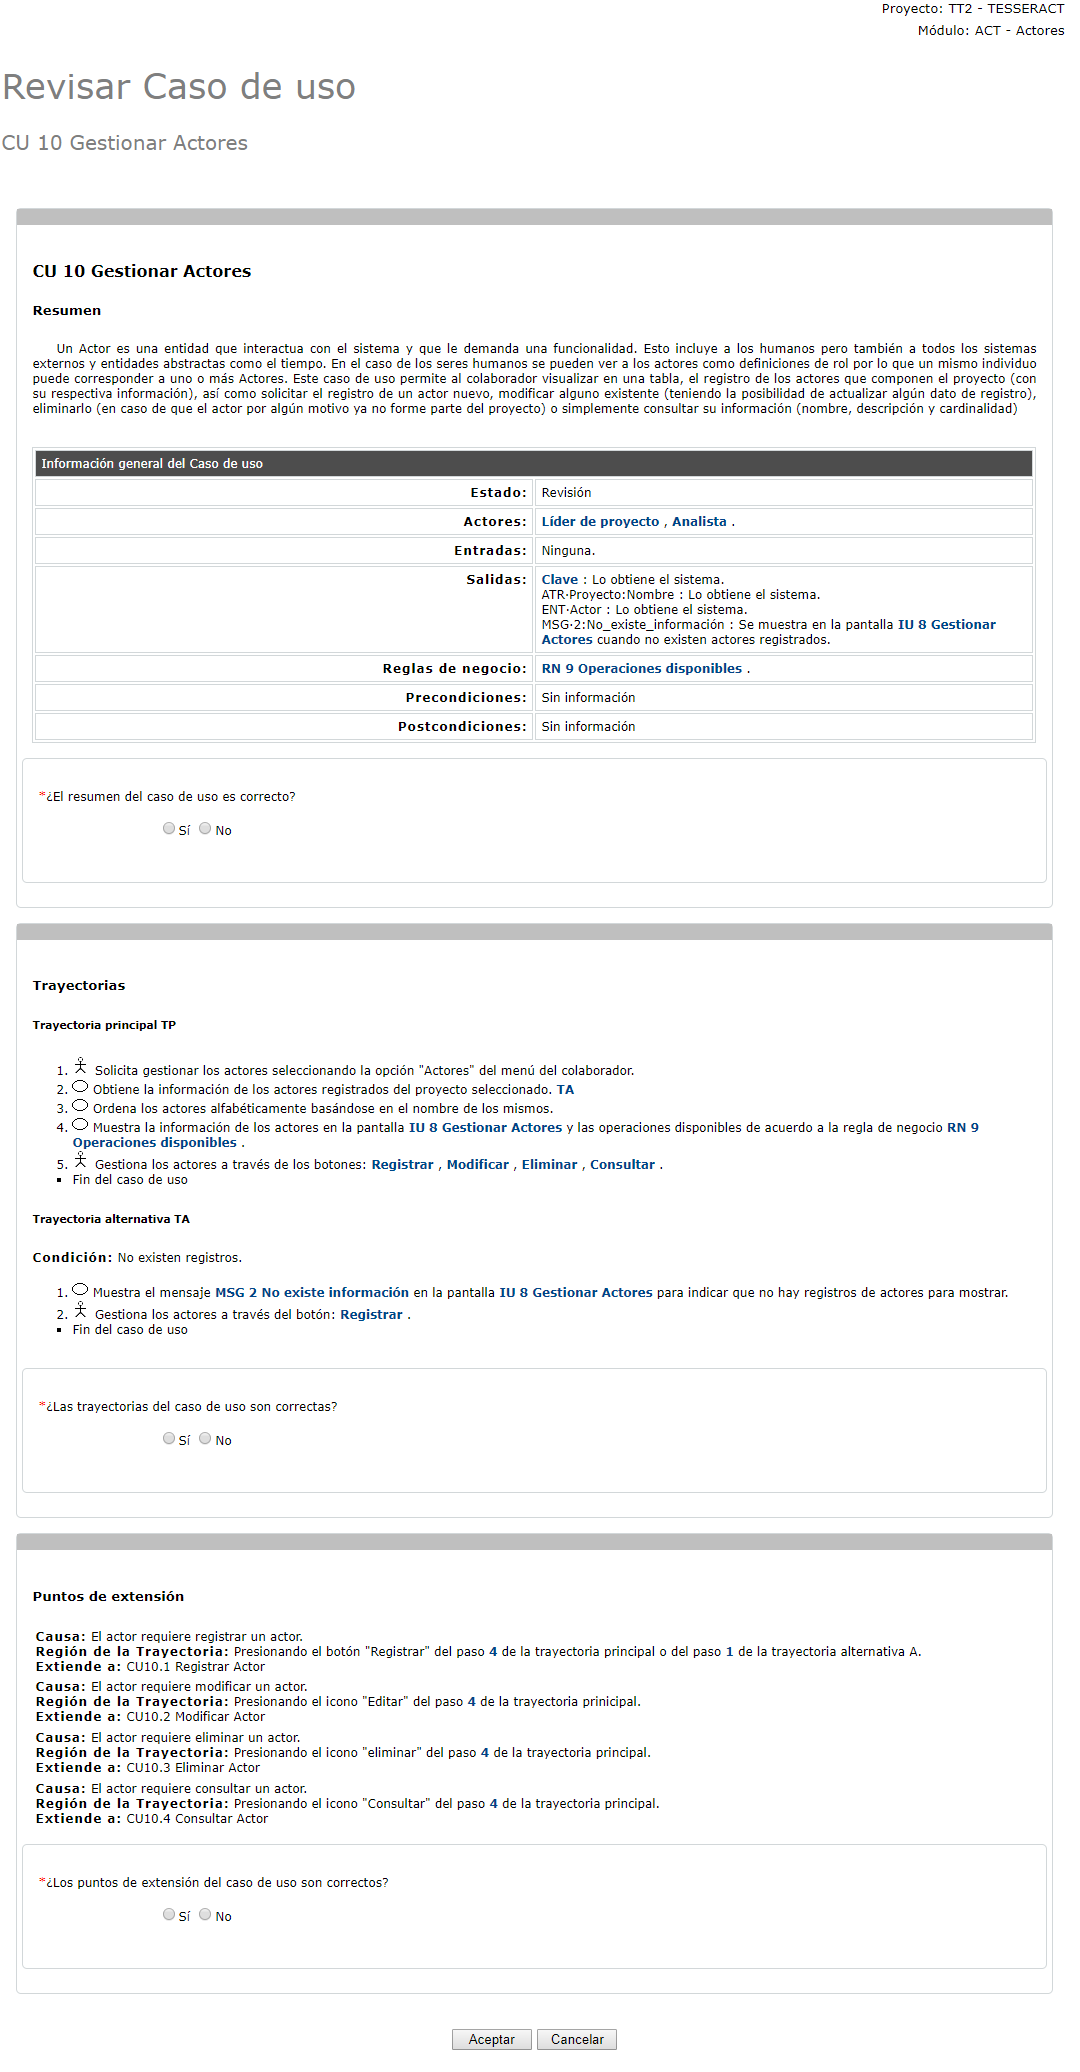 Proyecto: TT2 - TESSERACT
Módulo: ACT - Actores
Revisar Caso de uso
CU 10 Gestionar Actores
CU 10 Gestionar Actores
Resumen
Un Actor es una entidad que interactua con el sistema y que le demanda una funcionalidad. Esto incluye a los humanos pero también a todos los sistemas
externos y entidades abstractas como el tiempo. En el caso de los seres humanos se pueden ver a los actores como definiciones de rol por lo que un mismo individuo
puede corresponder a uno o más Actores. Este caso de uso permite al colaborador visualizar en una tabla, el registro de los actores que componen el proyecto (con
su respectiva información), así como solicitar el registro de un actor nuevo, modificar alguno existente (teniendo la posibilidad de actualizar algún dato de registro),
eliminarlo (en caso de que el actor por algún motivo ya no forme parte del proyecto) o simplemente consultar su información (nombre, descripción y cardinalidad)
Información general del Caso de uso
Estado: Revisión
Actores: Líder de proyecto , Analista .
Entradas: Ninguna.
Salidas: Clave : Lo obtiene el sistema.
ATR·Proyecto:Nombre : Lo obtiene el sistema.
ENT·Actor : Lo obtiene el sistema.
MSG·2:No_existe_información : Se muestra en la pantalla IU 8 Gestionar
Actores cuando no existen actores registrados.
Reglas de negocio: RN 9 Operaciones disponibles .
Precondiciones: Sin información
Postcondiciones: Sin información
*¿El resumen del caso de uso es correcto?
Sí No
Trayectorias
Trayectoria principal TP
1. Solicita gestionar los actores seleccionando la opción "Actores" del menú del colaborador.
2. Obtiene la información de los actores registrados del proyecto seleccionado. TA
3. Ordena los actores alfabéticamente basándose en el nombre de los mismos.
4. Muestra la información de los actores en la pantalla IU 8 Gestionar Actores y las operaciones disponibles de acuerdo a la regla de negocio RN 9
Operaciones disponibles .
5. Gestiona los actores a través de los botones: Registrar , Modificar , Eliminar , Consultar .
▪ Fin del caso de uso
Trayectoria alternativa TA
Condición: No existen registros.
1. Muestra el mensaje MSG 2 No existe información en la pantalla IU 8 Gestionar Actores para indicar que no hay registros de actores para mostrar.
2. Gestiona los actores a través del botón: Registrar .
▪ Fin del caso de uso
*¿Las trayectorias del caso de uso son correctas?
Sí No
Puntos de extensión
Causa: El actor requiere registrar un actor.
Región de la Trayectoria: Presionando el botón "Registrar" del paso 4 de la trayectoria principal o del paso 1 de la trayectoria alternativa A.
Extiende a: CU10.1 Registrar Actor
Causa: El actor requiere modificar un actor.
Región de la Trayectoria: Presionando el icono "Editar" del paso 4 de la trayectoria prinicipal.
Extiende a: CU10.2 Modificar Actor
Causa: El actor requiere eliminar un actor.
Región de la Trayectoria: Presionando el icono "eliminar" del paso 4 de la trayectoria principal.
Extiende a: CU10.3 Eliminar Actor
Causa: El actor requiere consultar un actor.
Región de la Trayectoria: Presionando el icono "Consultar" del paso 4 de la trayectoria principal.
Extiende a: CU10.4 Consultar Actor
*¿Los puntos de extensión del caso de uso son correctos?
Sí No
Aceptar Cancelar